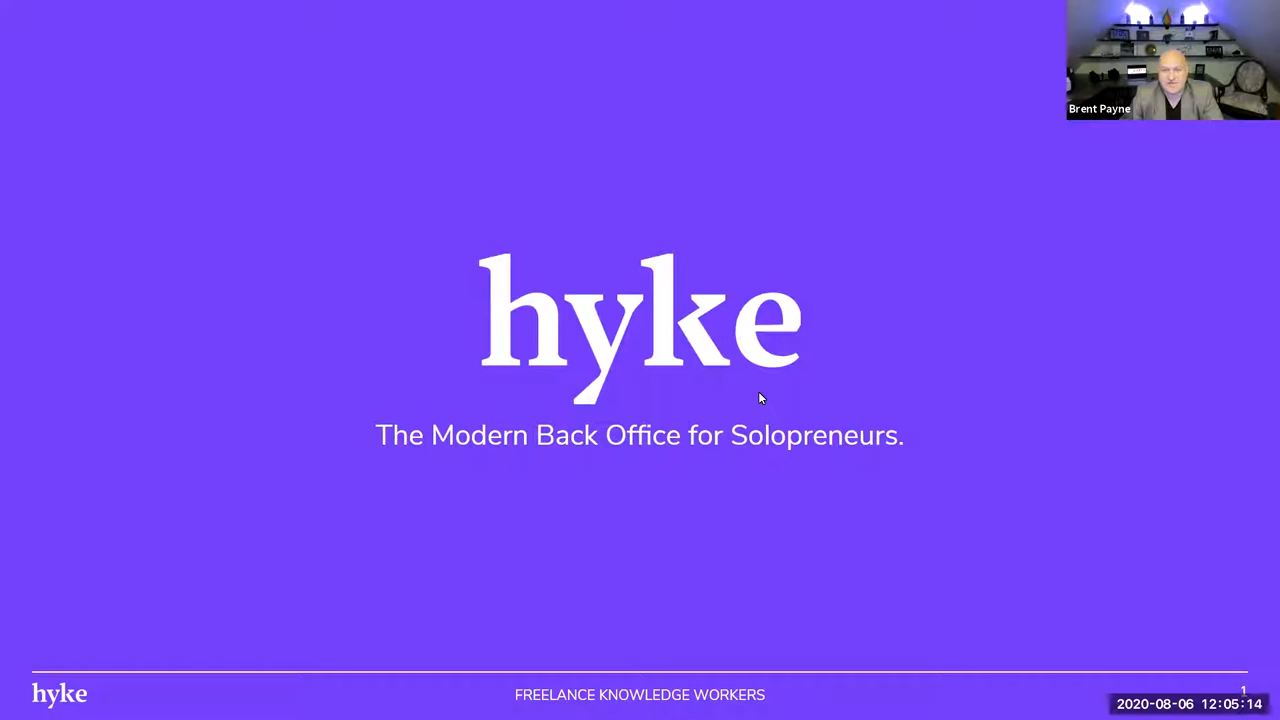 Brent Payne
hyke
The Modern Back Office for Solopreneurs.
hyke
FREELANCE KNOWLEDGE WORKERS
1
2020-08-06 12:05:14